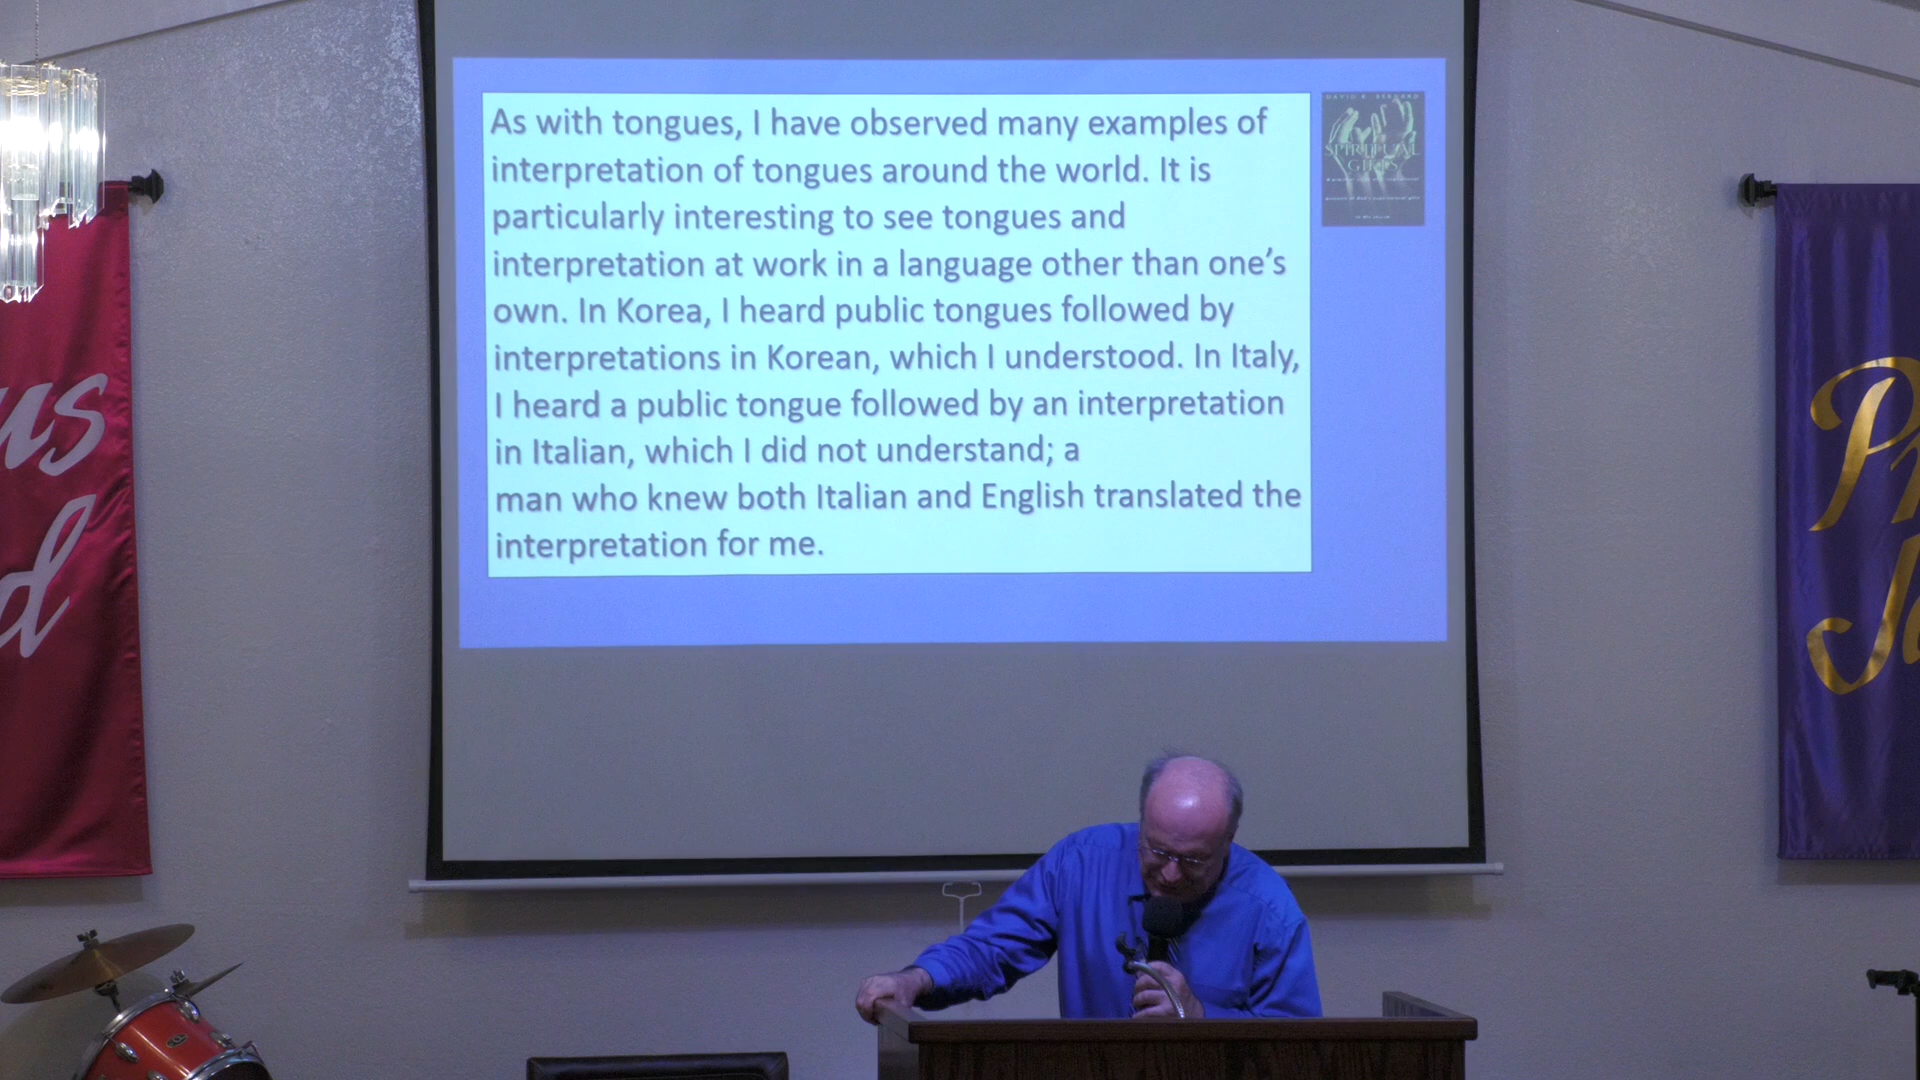 As with tongues, I have observed many examples of
interpretation of tongues around the world. It is
particularly interesting to see tongues and
interpretation at work in a language other than one's
own. In Korea, I heard public tongues followed by
interpretations in Korean, which I understood. In Italy,
I heard a public tongue followed by an interpretation
in Italian, which I did not understand; a
man who knew both Italian and English translated the
interpretation for me.
DAVID K. BERNARD
SPIRITUAL
GIFTS
us
d